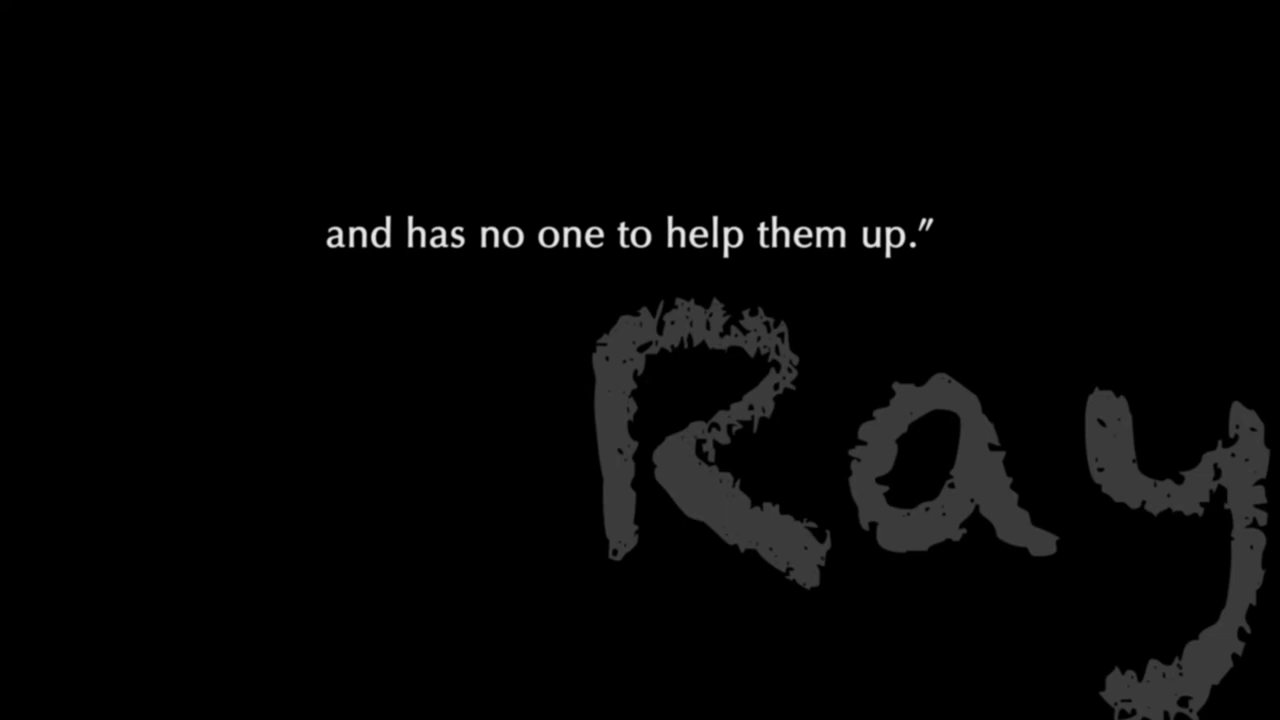 and has no one to help them up.”
Ray